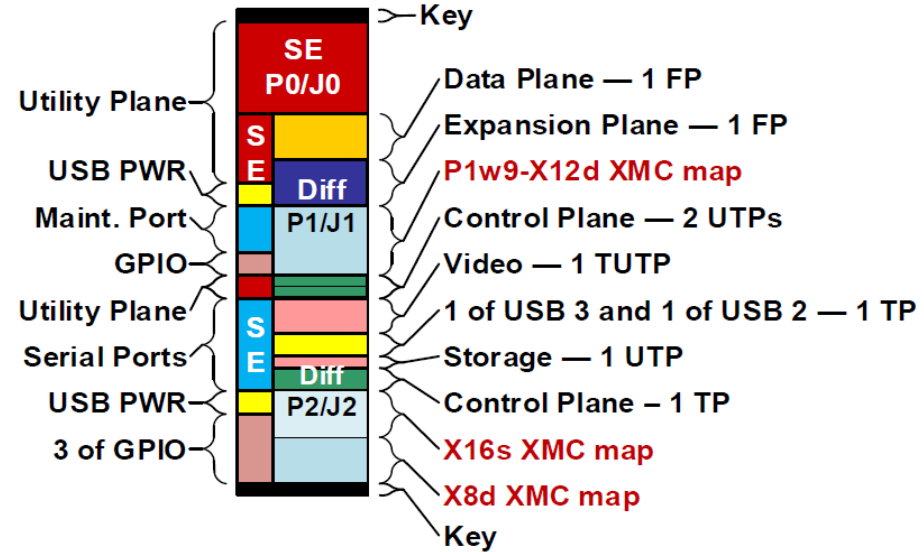 Key
SE
P0/J0
Utility Plane
Data Plane — 1 FP
Expansion Plane — 1 FP
S
E
USB PWR
Diff
P1w9-X12d XMC map
Maint. Port
P1/J1
Control Plane — 2 UTPs
GPIO
Video — 1 TUTP
Utility Plane
1 of USB 3 and 1 of USB 2 — 1 TP
S
E
Serial Ports
Storage — 1 UTP
Diff
USB PWR
P2/J2
Control Plane – 1 TP
3 of GPIO
X16s XMC map
X8d XMC map
Key